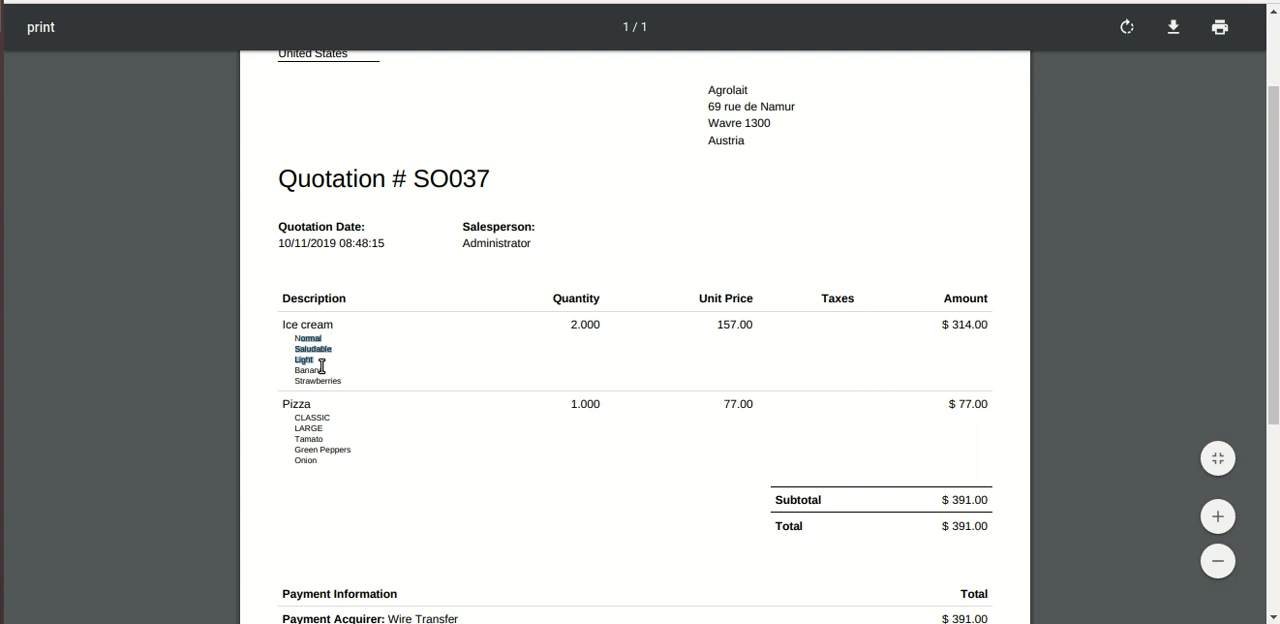 print
1 / 1
United States
Agrolait
69 rue de Namur
Wavre 1300
Austria
Quotation # SO037
Quotation Date: Salesperson:
10/11/2019 08:48:15 Administrator
Description Quantity Unit Price Taxes Amount
Ice cream 2.000 157.00 $ 314.00
Normal
Saludable
Light
Banana
Strawberries
Pizza 1.000 77.00 $ 77.00
CLASSIC
LARGE
Tamato
Green Peppers
Onion
Subtotal $ 391.00
Total $ 391.00
Payment Information Total
Payment Acquirer: Wire Transfer $ 391.00